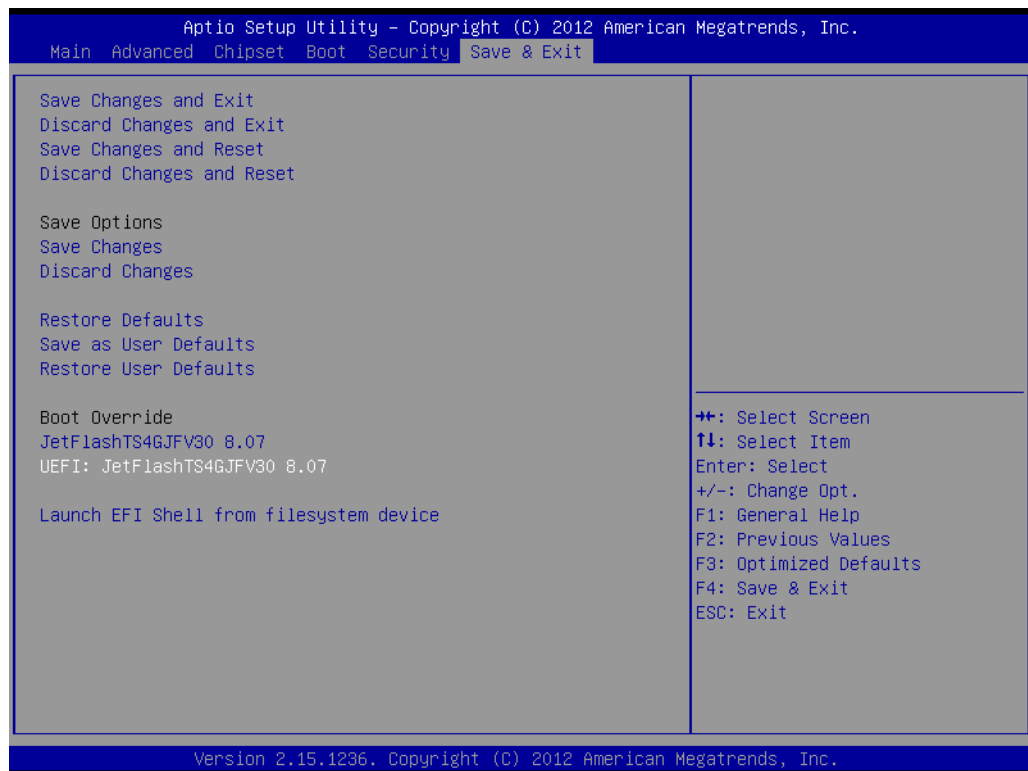 Aptio Setup Utility – Copyright (C) 2012 American Megatrends, Inc.
Main Advanced Chipset Boot Security Save & Exit
Save Changes and Exit
Discard Changes and Exit
Save Changes and Reset
Discard Changes and Reset
Save Options
Save Changes
Discard Changes
Restore Defaults
Save as User Defaults
Restore User Defaults
Boot Override
JetFlashTS4GJFV30 8.07
UEFI: JetFlashTS4GJFV30 8.07
Launch EFI Shell from filesystem device
→←: Select Screen
↑↓: Select Item
Enter: Select
+/-: Change Opt.
F1: General Help
F2: Previous Values
F3: Optimized Defaults
F4: Save & Exit
ESC: Exit
Version 2.15.1236. Copyright (C) 2012 American Megatrends, Inc.